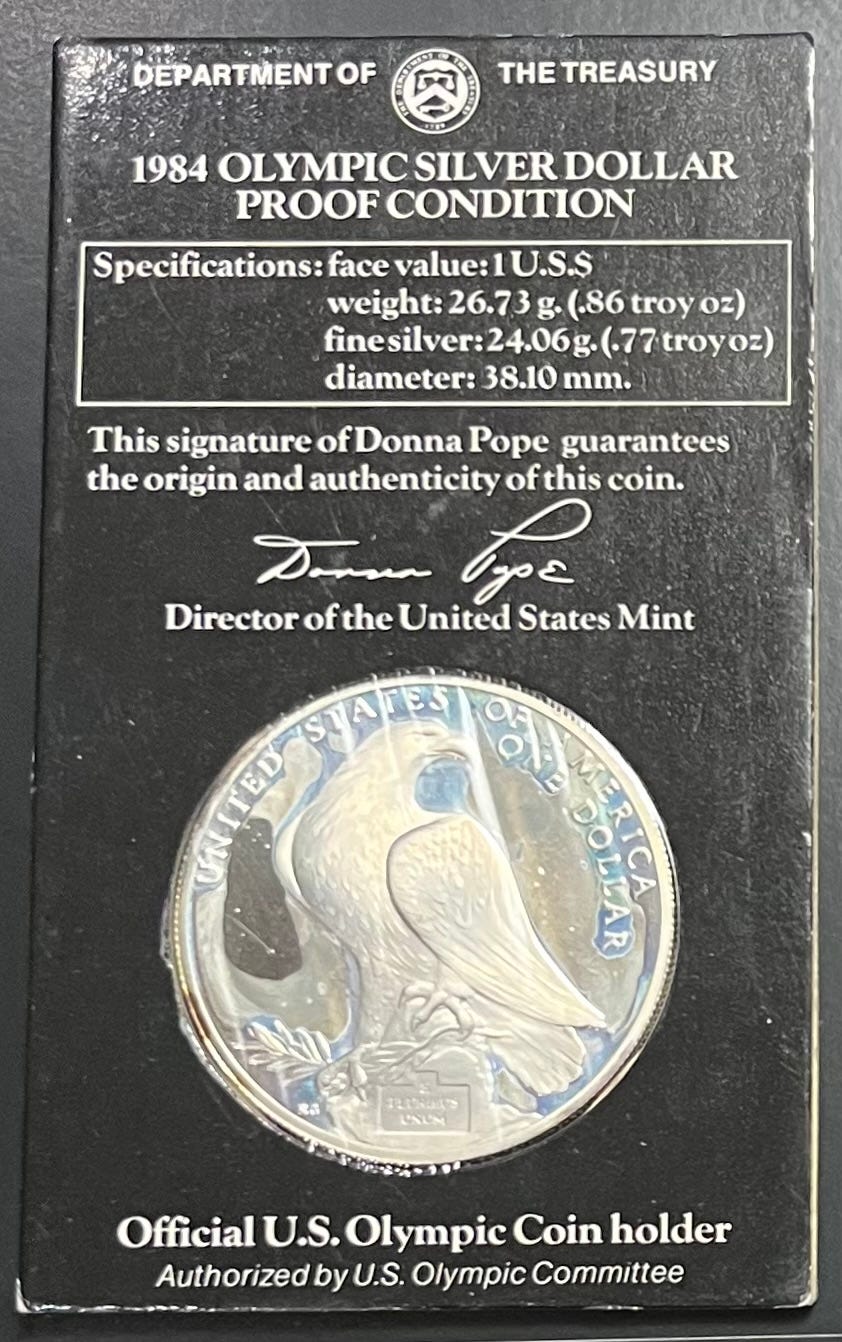 DEPARTMENT OF THE TREASURY
1984 OLYMPIC SILVER DOLLAR
PROOF CONDITION
Specifications: face value: 1 U.S.$
weight: 26.73 g. (.86 troy oz)
fine silver: 24.06 g. (.77 troy oz)
diameter: 38.10 mm.
This signature of Donna Pope guarantees
the origin and authenticity of this coin.
Donna Pope
Director of the United States Mint
UNITED STATES OF AMERICA
ONE DOLLAR
E
PLURIBUS
UNUM
Official U.S. Olympic Coin holder
Authorized by U.S. Olympic Committee